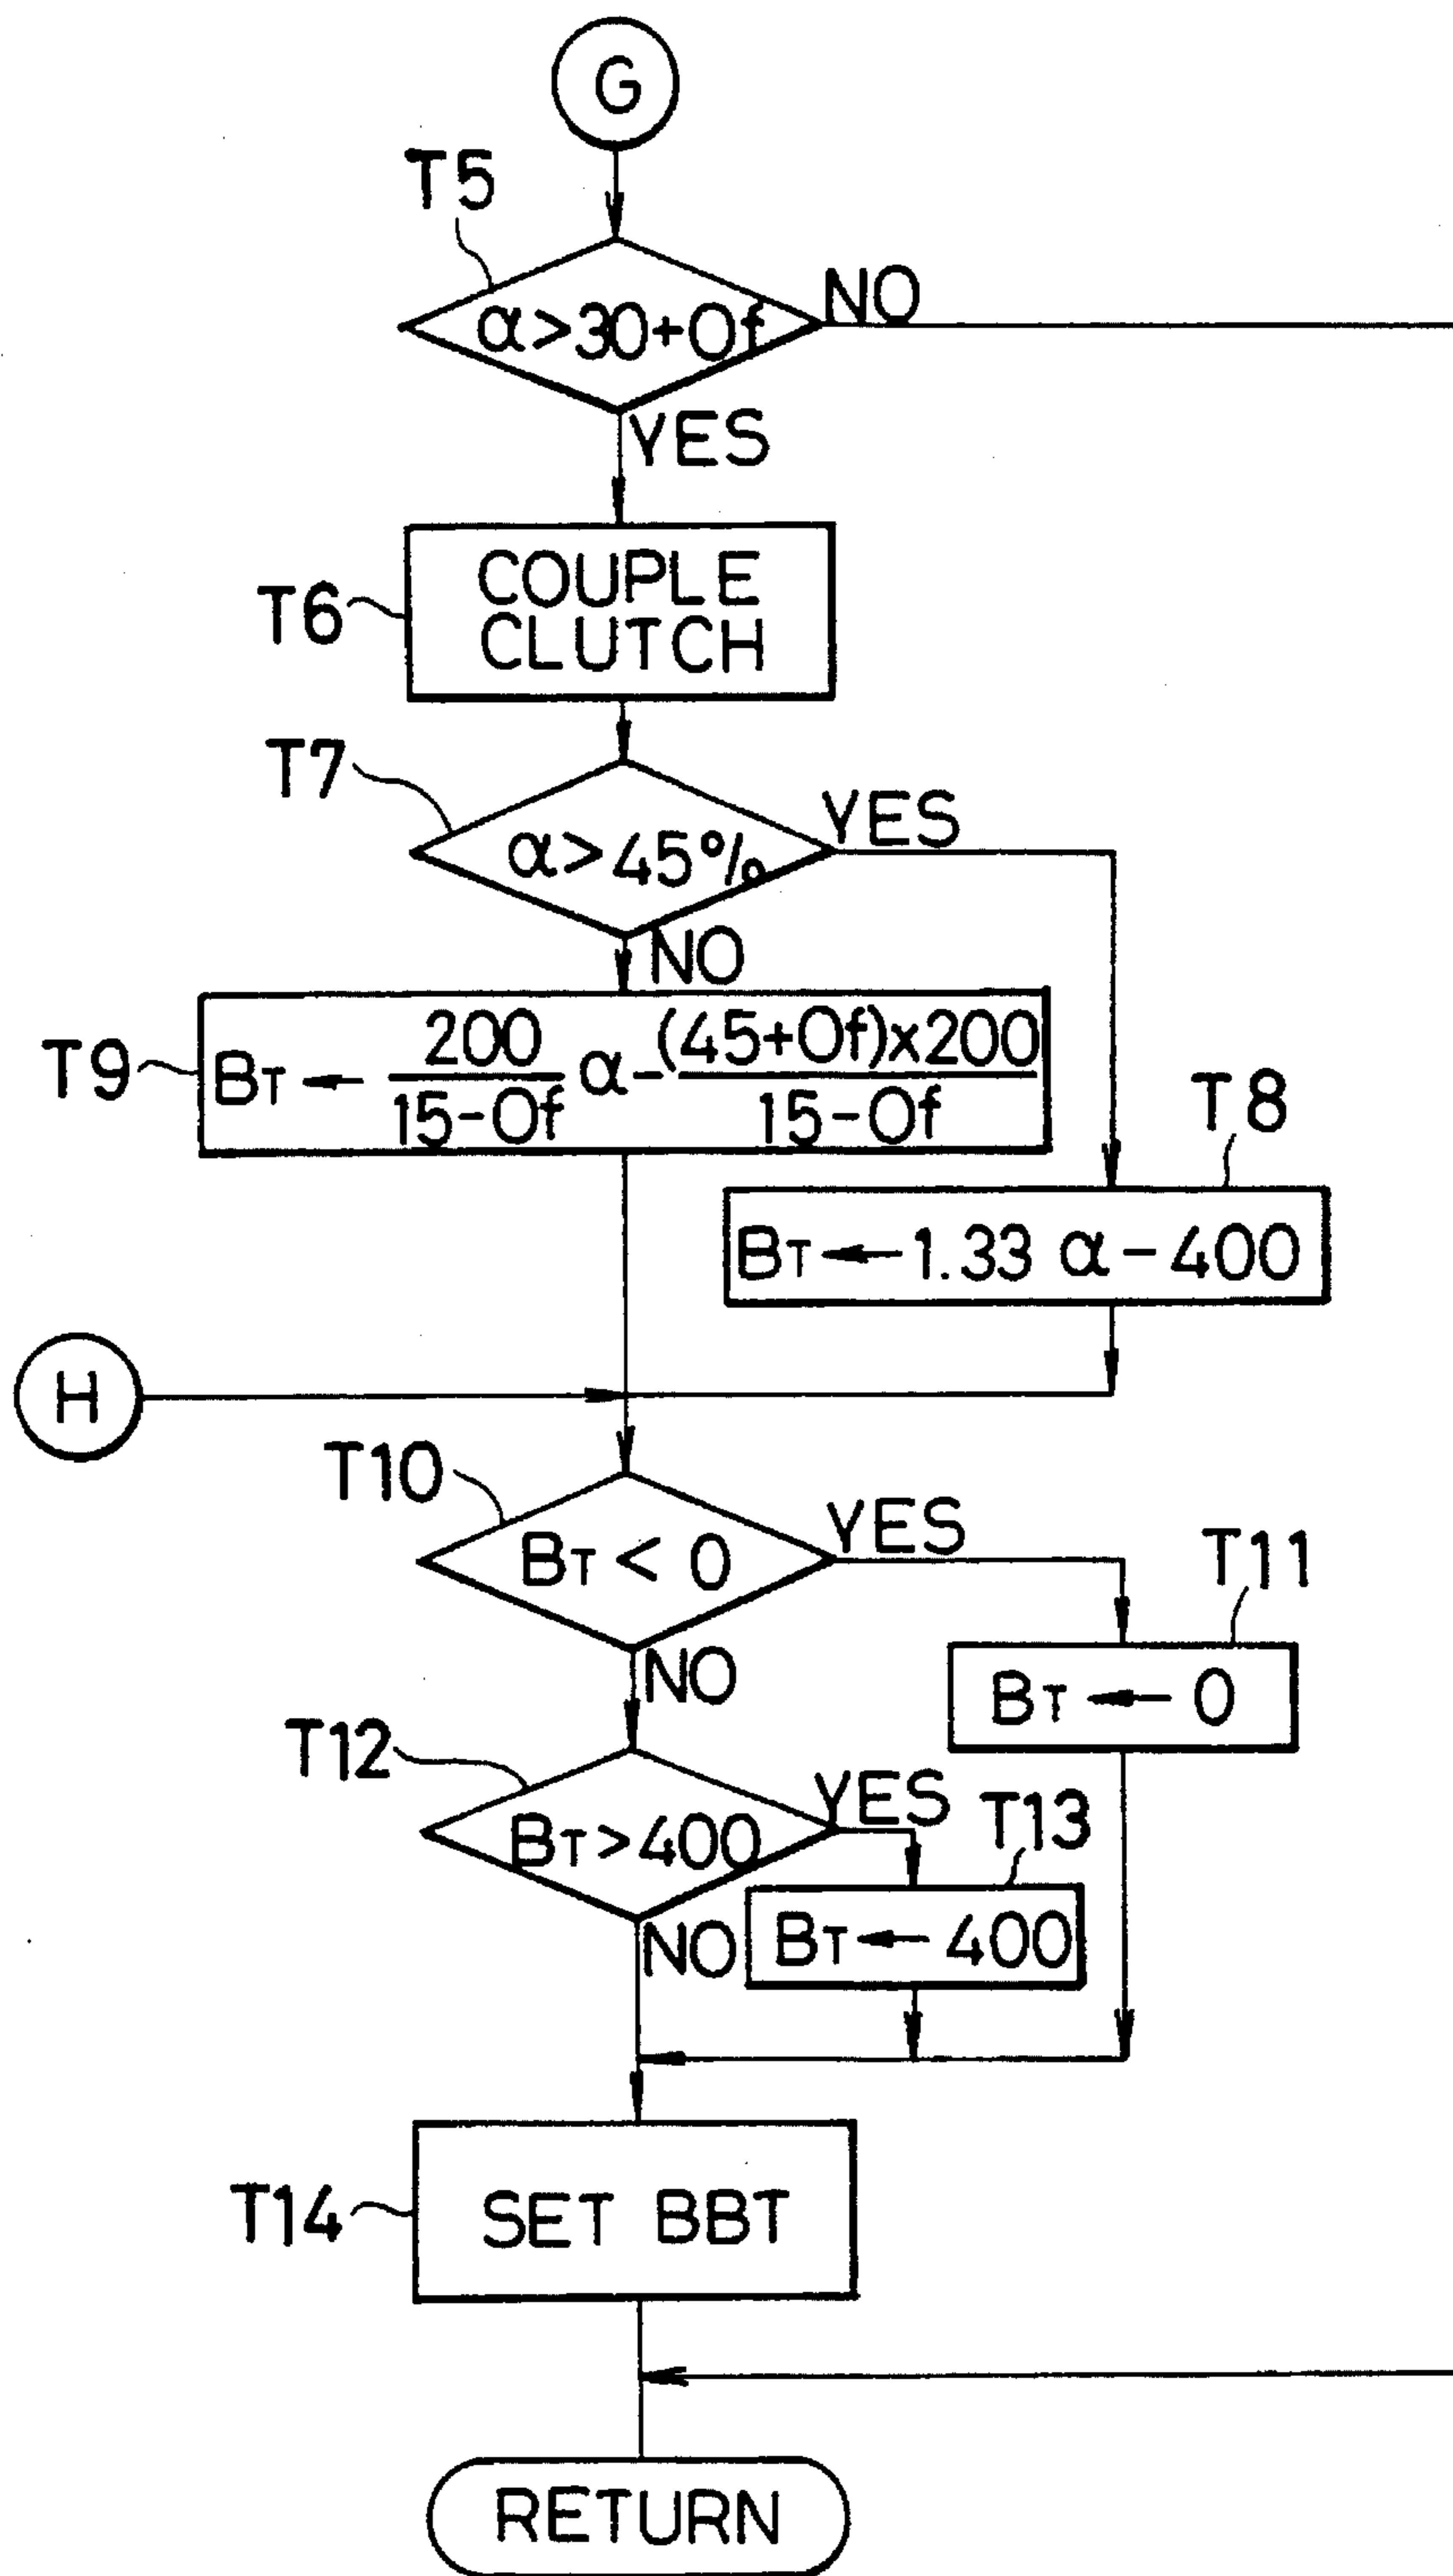 G
T5
α>30+Of
NO
YES
T6
COUPLE
CLUTCH
T7
α>45%
YES
NO
T9
BT ← 200/15-Of α-(45+Of)x200/15-Of
T8
BT ← 1.33 α - 400
H
T10
BT < 0
YES
T11
NO
BT ← 0
T12
BT>400
YES
T13
NO
BT ← 400
T14
SET BBT
RETURN